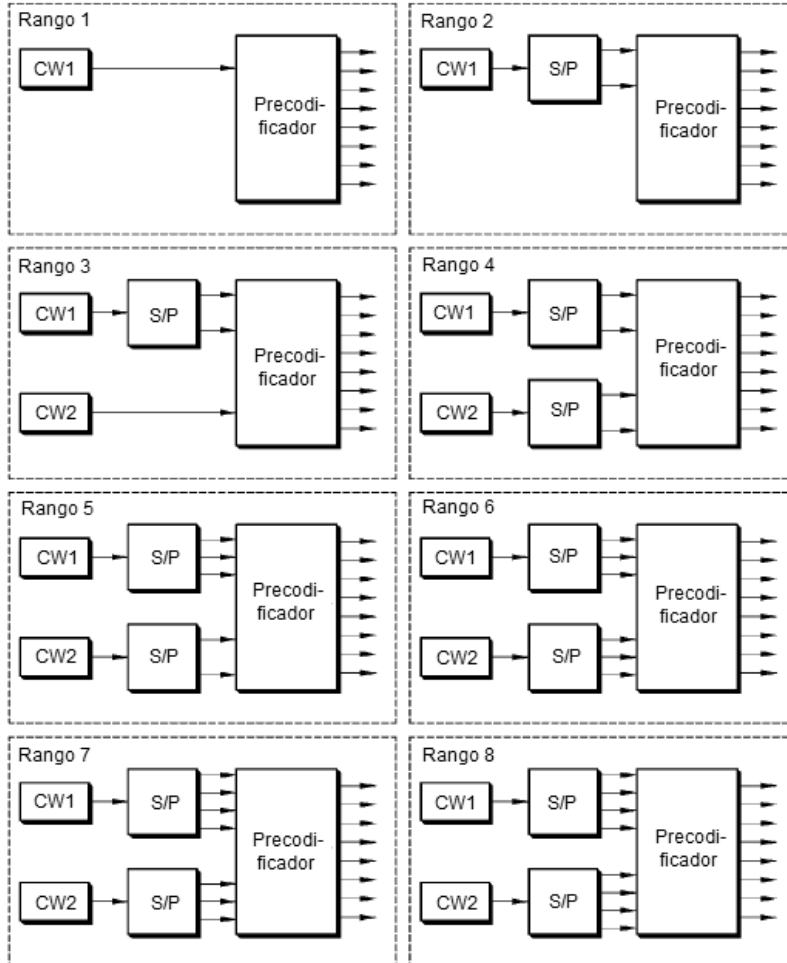 Rango 1
CW1
Precodi-
ficador
Rango 2
CW1
S/P
Precodi-
ficador
Rango 3
CW1
S/P
CW2
Precodi-
ficador
Rango 4
CW1
S/P
CW2
S/P
Precodi-
ficador
Rango 5
CW1
S/P
CW2
S/P
Precodi-
ficador
Rango 6
CW1
S/P
CW2
S/P
Precodi-
ficador
Rango 7
CW1
S/P
CW2
S/P
Precodi-
ficador
Rango 8
CW1
S/P
CW2
S/P
Precodi-
ficador